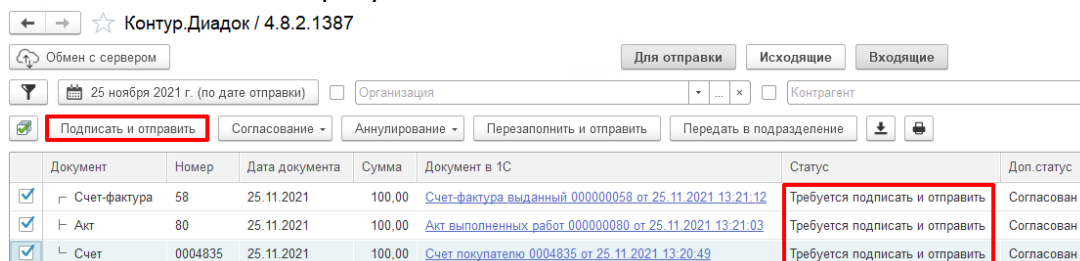 Контур.Диадок / 4.8.2.1387
Обмен с сервером Для отправки Исходящие Входящие
25 ноября 2021 г. (по дате отправки) Организация ... × Контрагент
Подписать и отправить Согласование Аннулирование Перезаполнить и отправить Передать в подразделение
Документ Номер Дата документа Сумма Документ в 1С Статус Доп.статус
Счет-фактура 58 25.11.2021 100,00 Счет-фактура выданный 000000058 от 25.11.2021 13:21:12 Требуется подписать и отправить Согласован
Акт 80 25.11.2021 100,00 Акт выполненных работ 000000080 от 25.11.2021 13:21:03 Требуется подписать и отправить Согласован
Счет 0004835 25.11.2021 100,00 Счет покупателю 0004835 от 25.11.2021 13:20:49 Требуется подписать и отправить Согласован